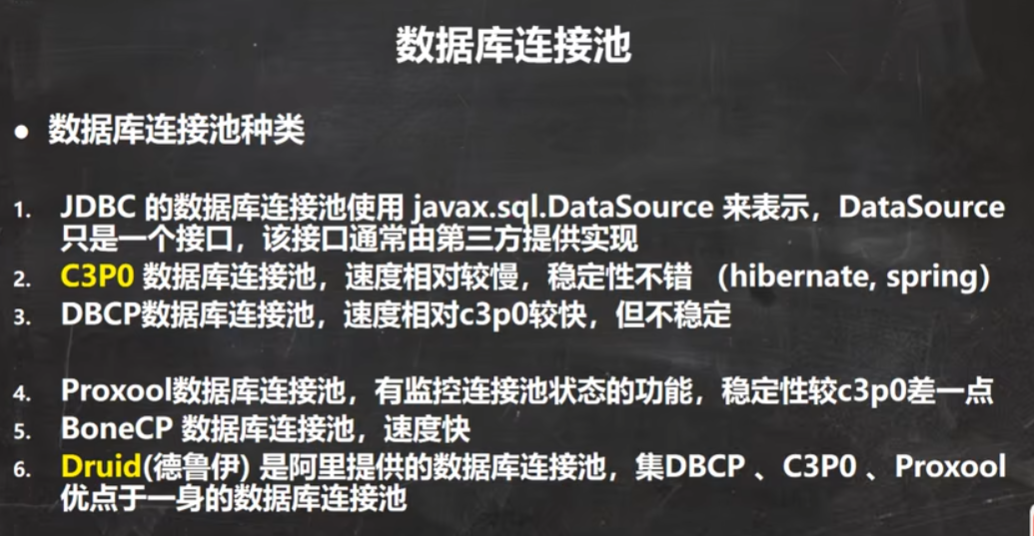 数据库连接池
● 数据库连接池种类
1. JDBC 的数据库连接池使用 javax.sql.DataSource 来表示，DataSource
只是一个接口，该接口通常由第三方提供实现
2. C3P0 数据库连接池，速度相对较慢，稳定性不错 （hibernate, spring）
3. DBCP数据库连接池，速度相对c3p0较快，但不稳定
4. Proxool数据库连接池，有监控连接池状态的功能，稳定性较c3p0差一点
5. BoneCP 数据库连接池，速度快
6. Druid(德鲁伊) 是阿里提供的数据库连接池，集DBCP 、C3P0 、Proxool
优点于一身的数据库连接池